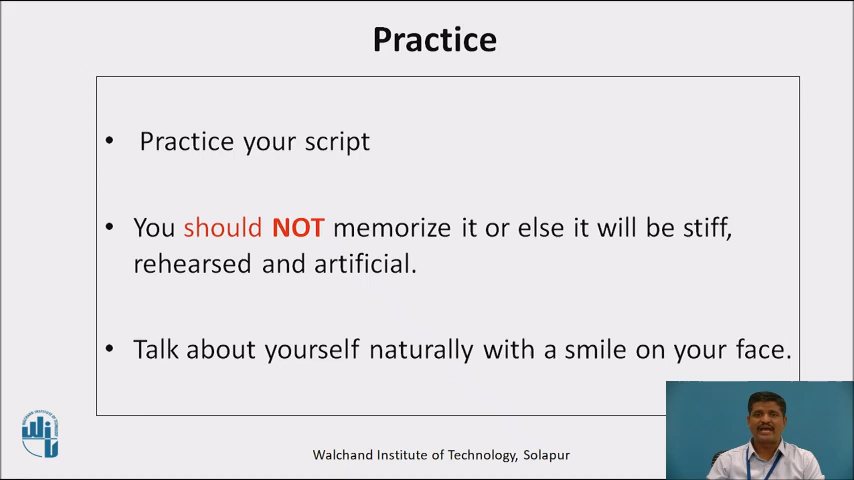 Practice
• Practice your script
• You should NOT memorize it or else it will be stiff,
rehearsed and artificial.
• Talk about yourself naturally with a smile on your face.
Walchand Institute of Technology, Solapur